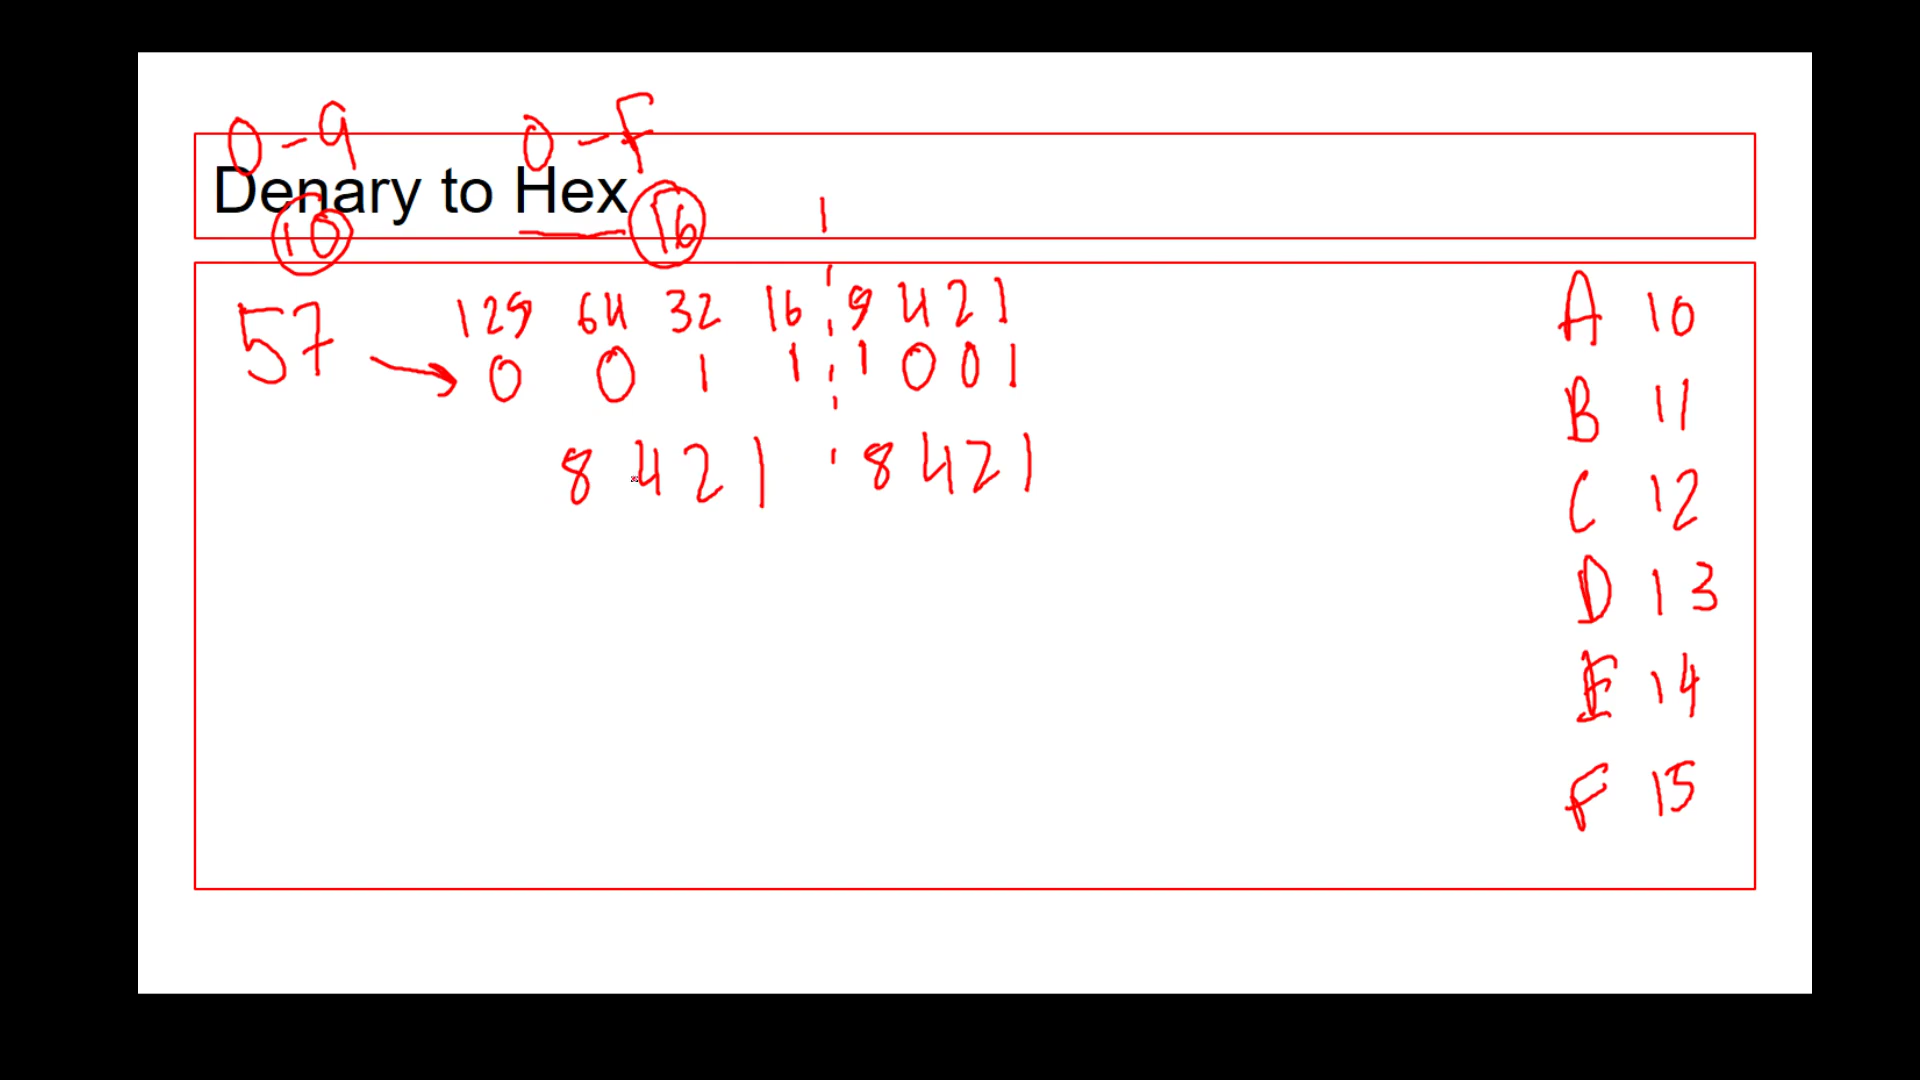 0-9 0-F
Denary to Hex
10 16 1
57 128 64 32 16 8 4 2 1
0 0 1 1 1 0 0 1
8 4 2 1 8 4 2 1
A 10
B 11
C 12
D 13
E 14
F 15